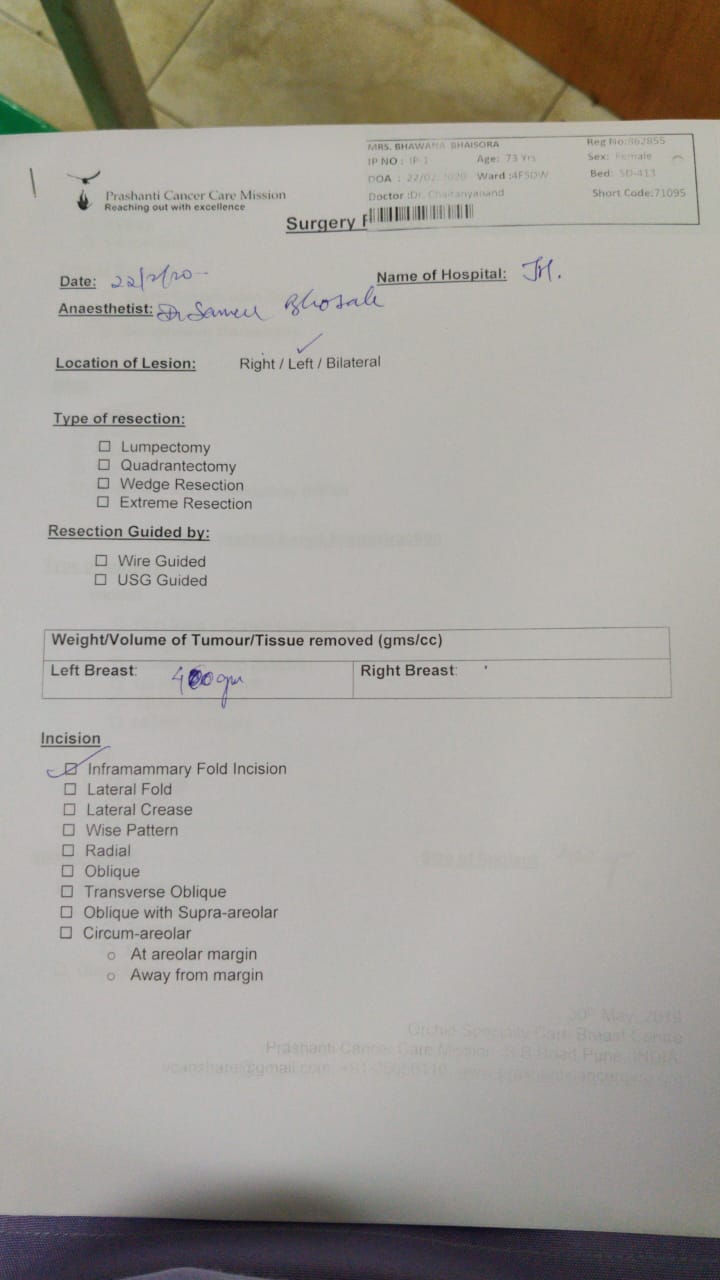 MRS. BHAWANA BHAISORA Reg No:862855
IP NO : IP-1 Age: 73 Yrs Sex: Female
DOA : 22/02/2020 Ward :4FSDW Bed: SD-413
Doctor :Dr. Chaitanyanand Short Code:71095
Prashanti Cancer Care Mission
Reaching out with excellence
Surgery
Date: 22/2/20 Name of Hospital: JH.
Anaesthetist: Dr Sameer Bhosale
Location of Lesion: Right / Left / Bilateral
Type of resection:
☐ Lumpectomy
☐ Quadrantectomy
☐ Wedge Resection
☐ Extreme Resection
Resection Guided by:
☐ Wire Guided
☐ USG Guided
Weight/Volume of Tumour/Tissue removed (gms/cc)
Left Breast: 400gm Right Breast:
Incision
☑ Inframammary Fold Incision
☐ Lateral Fold
☐ Lateral Crease
☐ Wise Pattern
☐ Radial
☐ Oblique
☐ Transverse Oblique
☐ Oblique with Supra-areolar
☐ Circum-areolar
o At areolar margin
o Away from margin